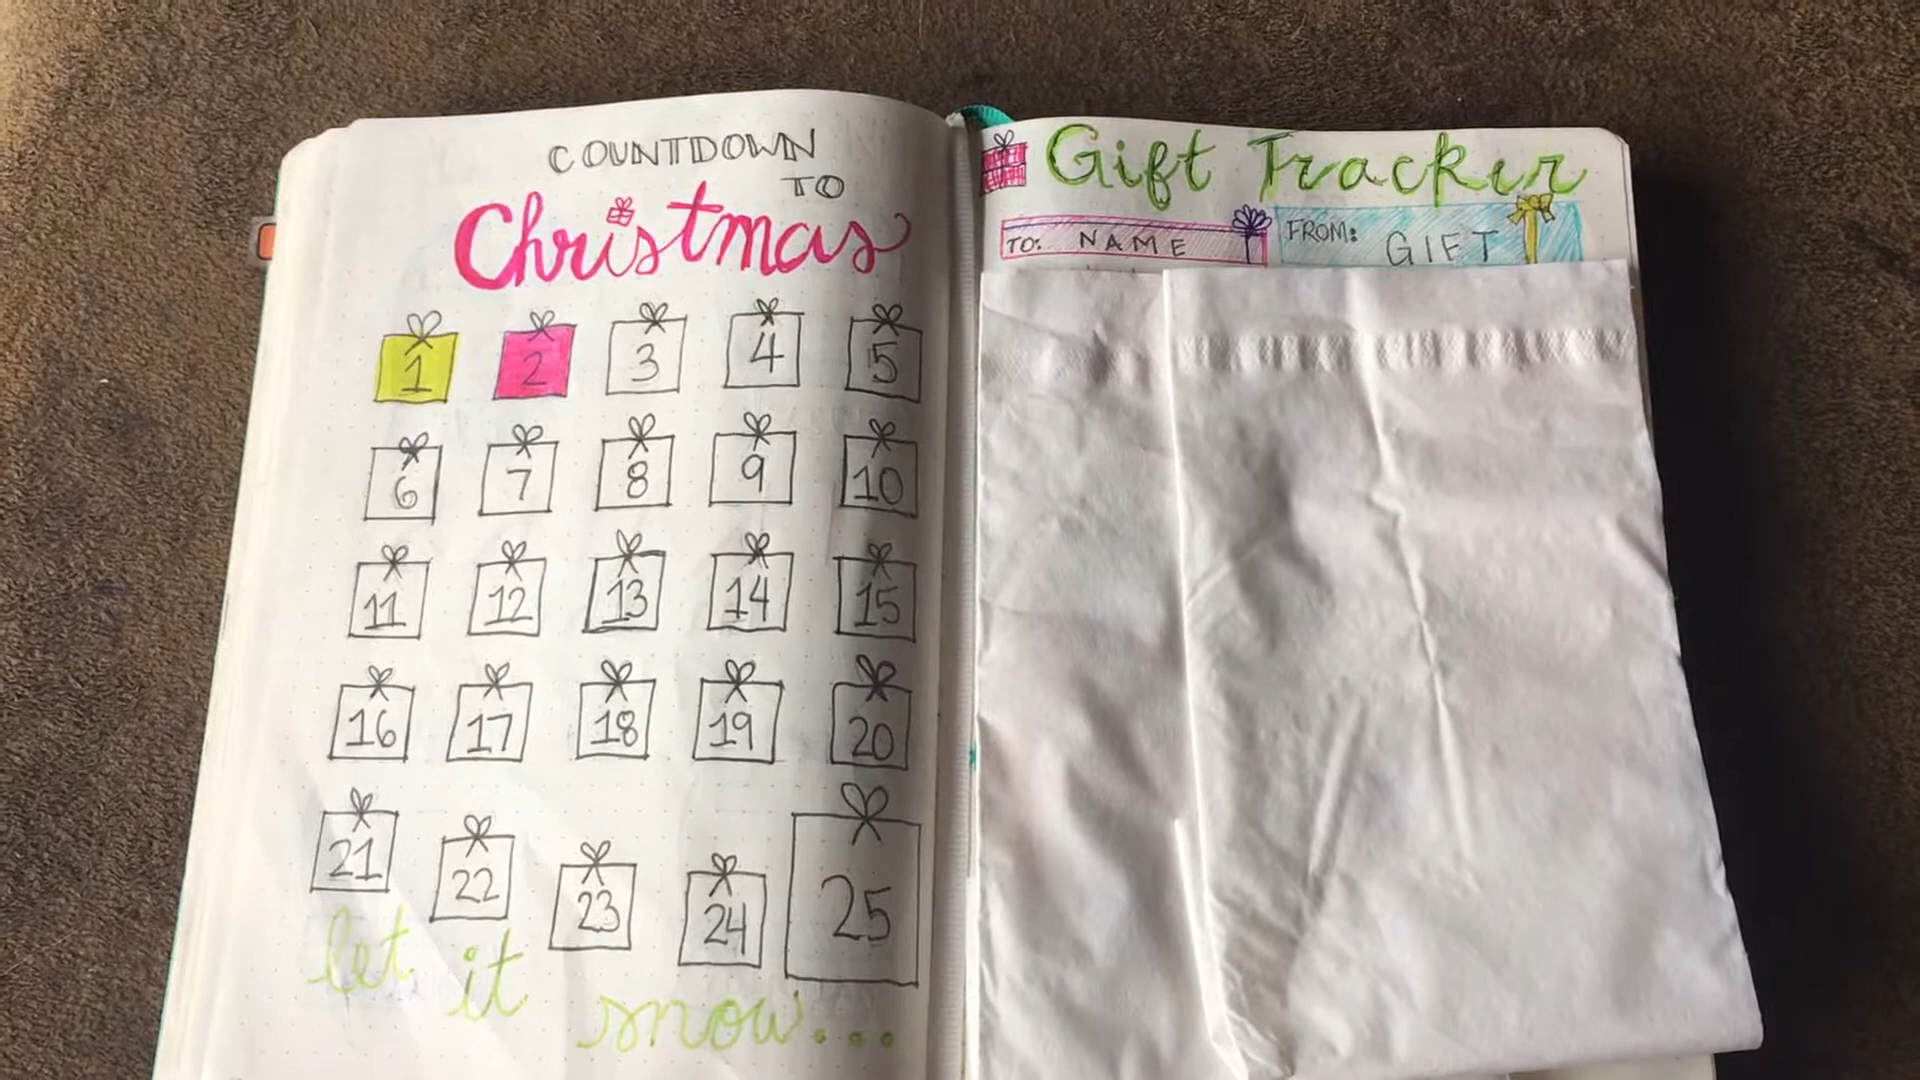 COUNTDOWN
TO
Christmas
1 2 3 4 5
6 7 8 9 10
11 12 13 14 15
16 17 18 19 20
21 22 23 24 25
let it snow...
Gift Tracker
TO: NAME FROM: GIFT